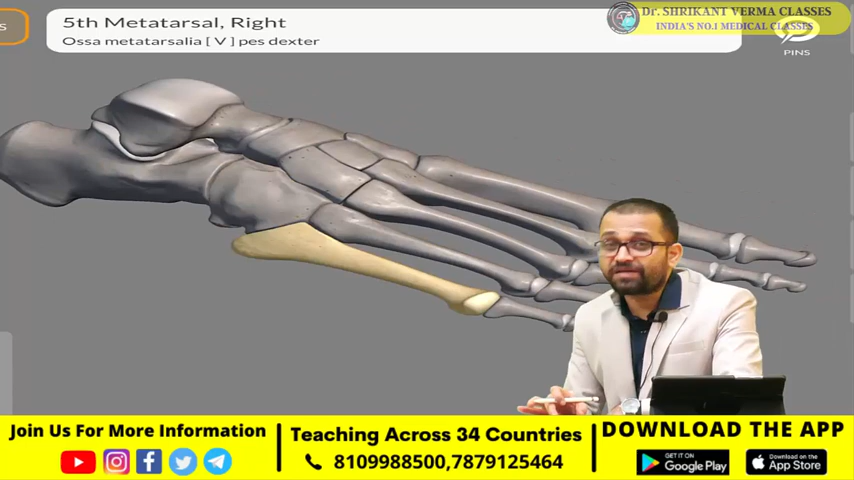 S
5th Metatarsal, Right
Ossa metatarsalia [ V ] pes dexter
Dr. SHRIKANT VERMA CLASSES
INDIA'S NO.1 MEDICAL CLASSES
PINS
Join Us For More Information
Teaching Across 34 Countries
8109988500,7879125464
DOWNLOAD THE APP
GET IT ON
Google Play
Download on the
App Store